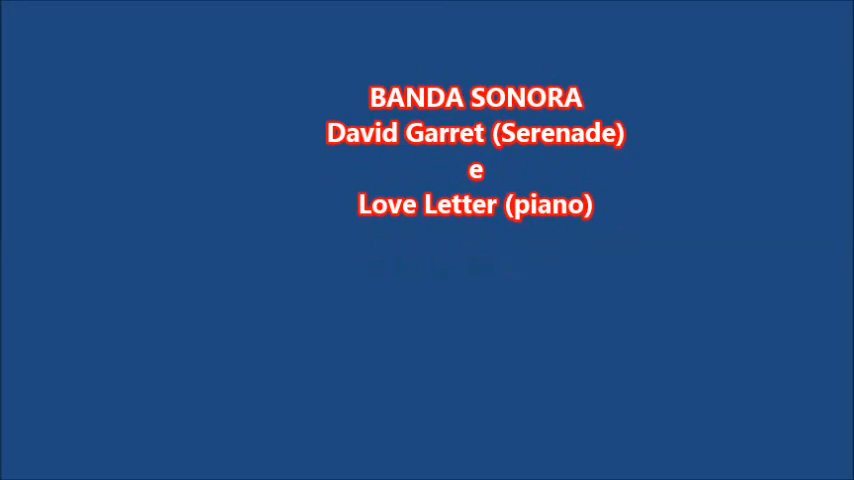 BANDA SONORA
David Garret (Serenade)
e
Love Letter (piano)